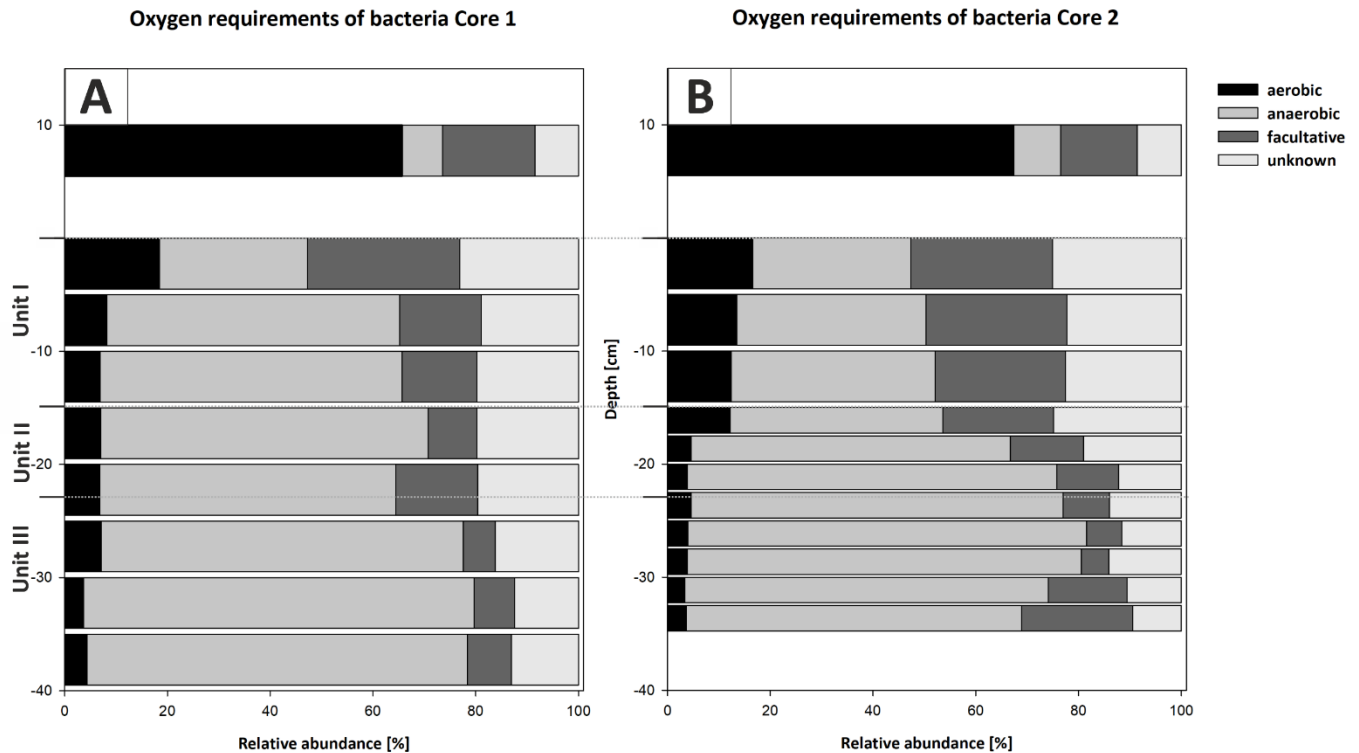 Oxygen requirements of bacteria Core 1
Oxygen requirements of bacteria Core 2
A
B
aerobic
anaerobic
facultative
unknown
10
-10
-20
-30
-40
Unit I
Unit II
Unit III
Depth [cm]
10
-10
-20
-30
-40
0 20 40 60 80 100
0 20 40 60 80 100
Relative abundance [%]
Relative abundance [%]